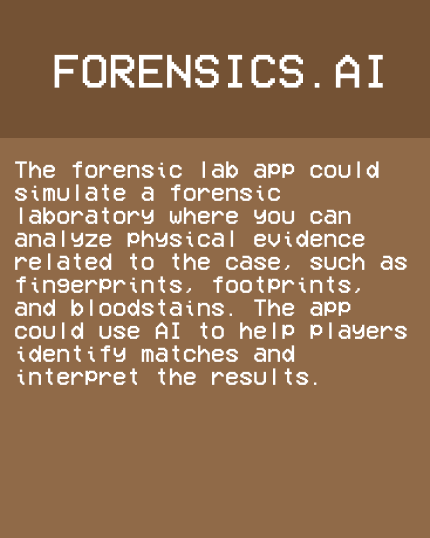 FORENSICS.AI
The forensic lab app could
simulate a forensic
laboratory where you can
analyze physical evidence
related to the case, such as
fingerprints, footprints,
and bloodstains. The app
could use AI to help players
identify matches and
interpret the results.